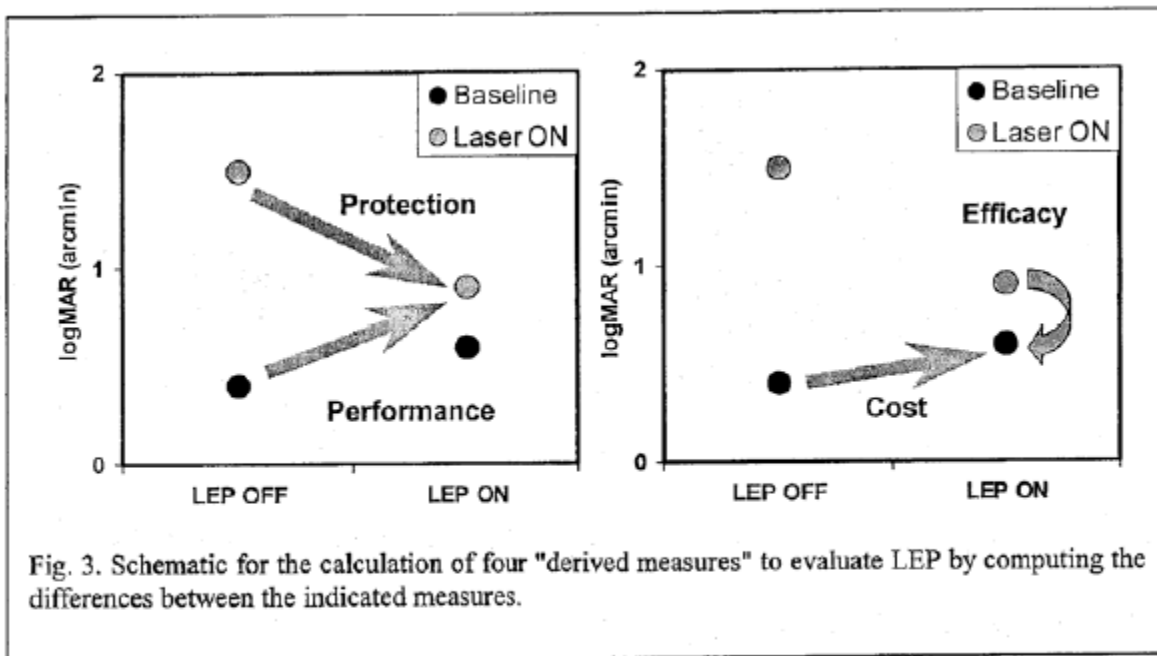 2
Baseline
Laser ON
Protection
logMAR (arcmin)
1
Performance
0
LEP OFF
LEP ON
2
Baseline
Laser ON
Efficacy
logMAR (arcmin)
1
Cost
0
LEP OFF
LEP ON
Fig. 3. Schematic for the calculation of four "derived measures" to evaluate LEP by computing the
differences between the indicated measures.